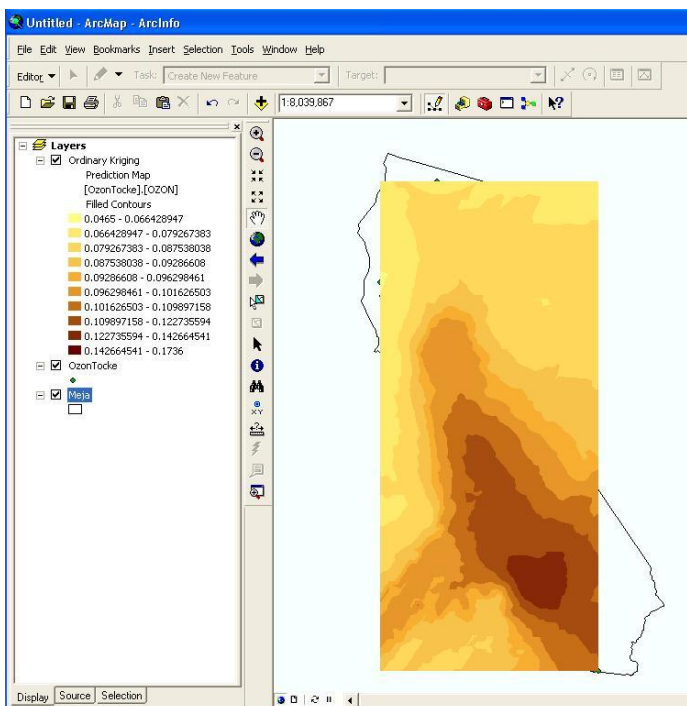 Untitled - ArcMap - ArcInfo
File Edit View Bookmarks Insert Selection Tools Window Help
Editor Task: Create New Feature Target:
1:8,039,867
Layers
Ordinary Kriging
Prediction Map
[OzonTocke].[OZON]
Filled Contours
0.0465 - 0.066428947
0.066428947 - 0.079267383
0.079267383 - 0.087538038
0.087538038 - 0.09286608
0.09286608 - 0.096298461
0.096298461 - 0.101626503
0.101626503 - 0.109897158
0.109897158 - 0.122735594
0.122735594 - 0.142664541
0.142664541 - 0.1736
OzonTocke
Meja
XY
Display Source Selection